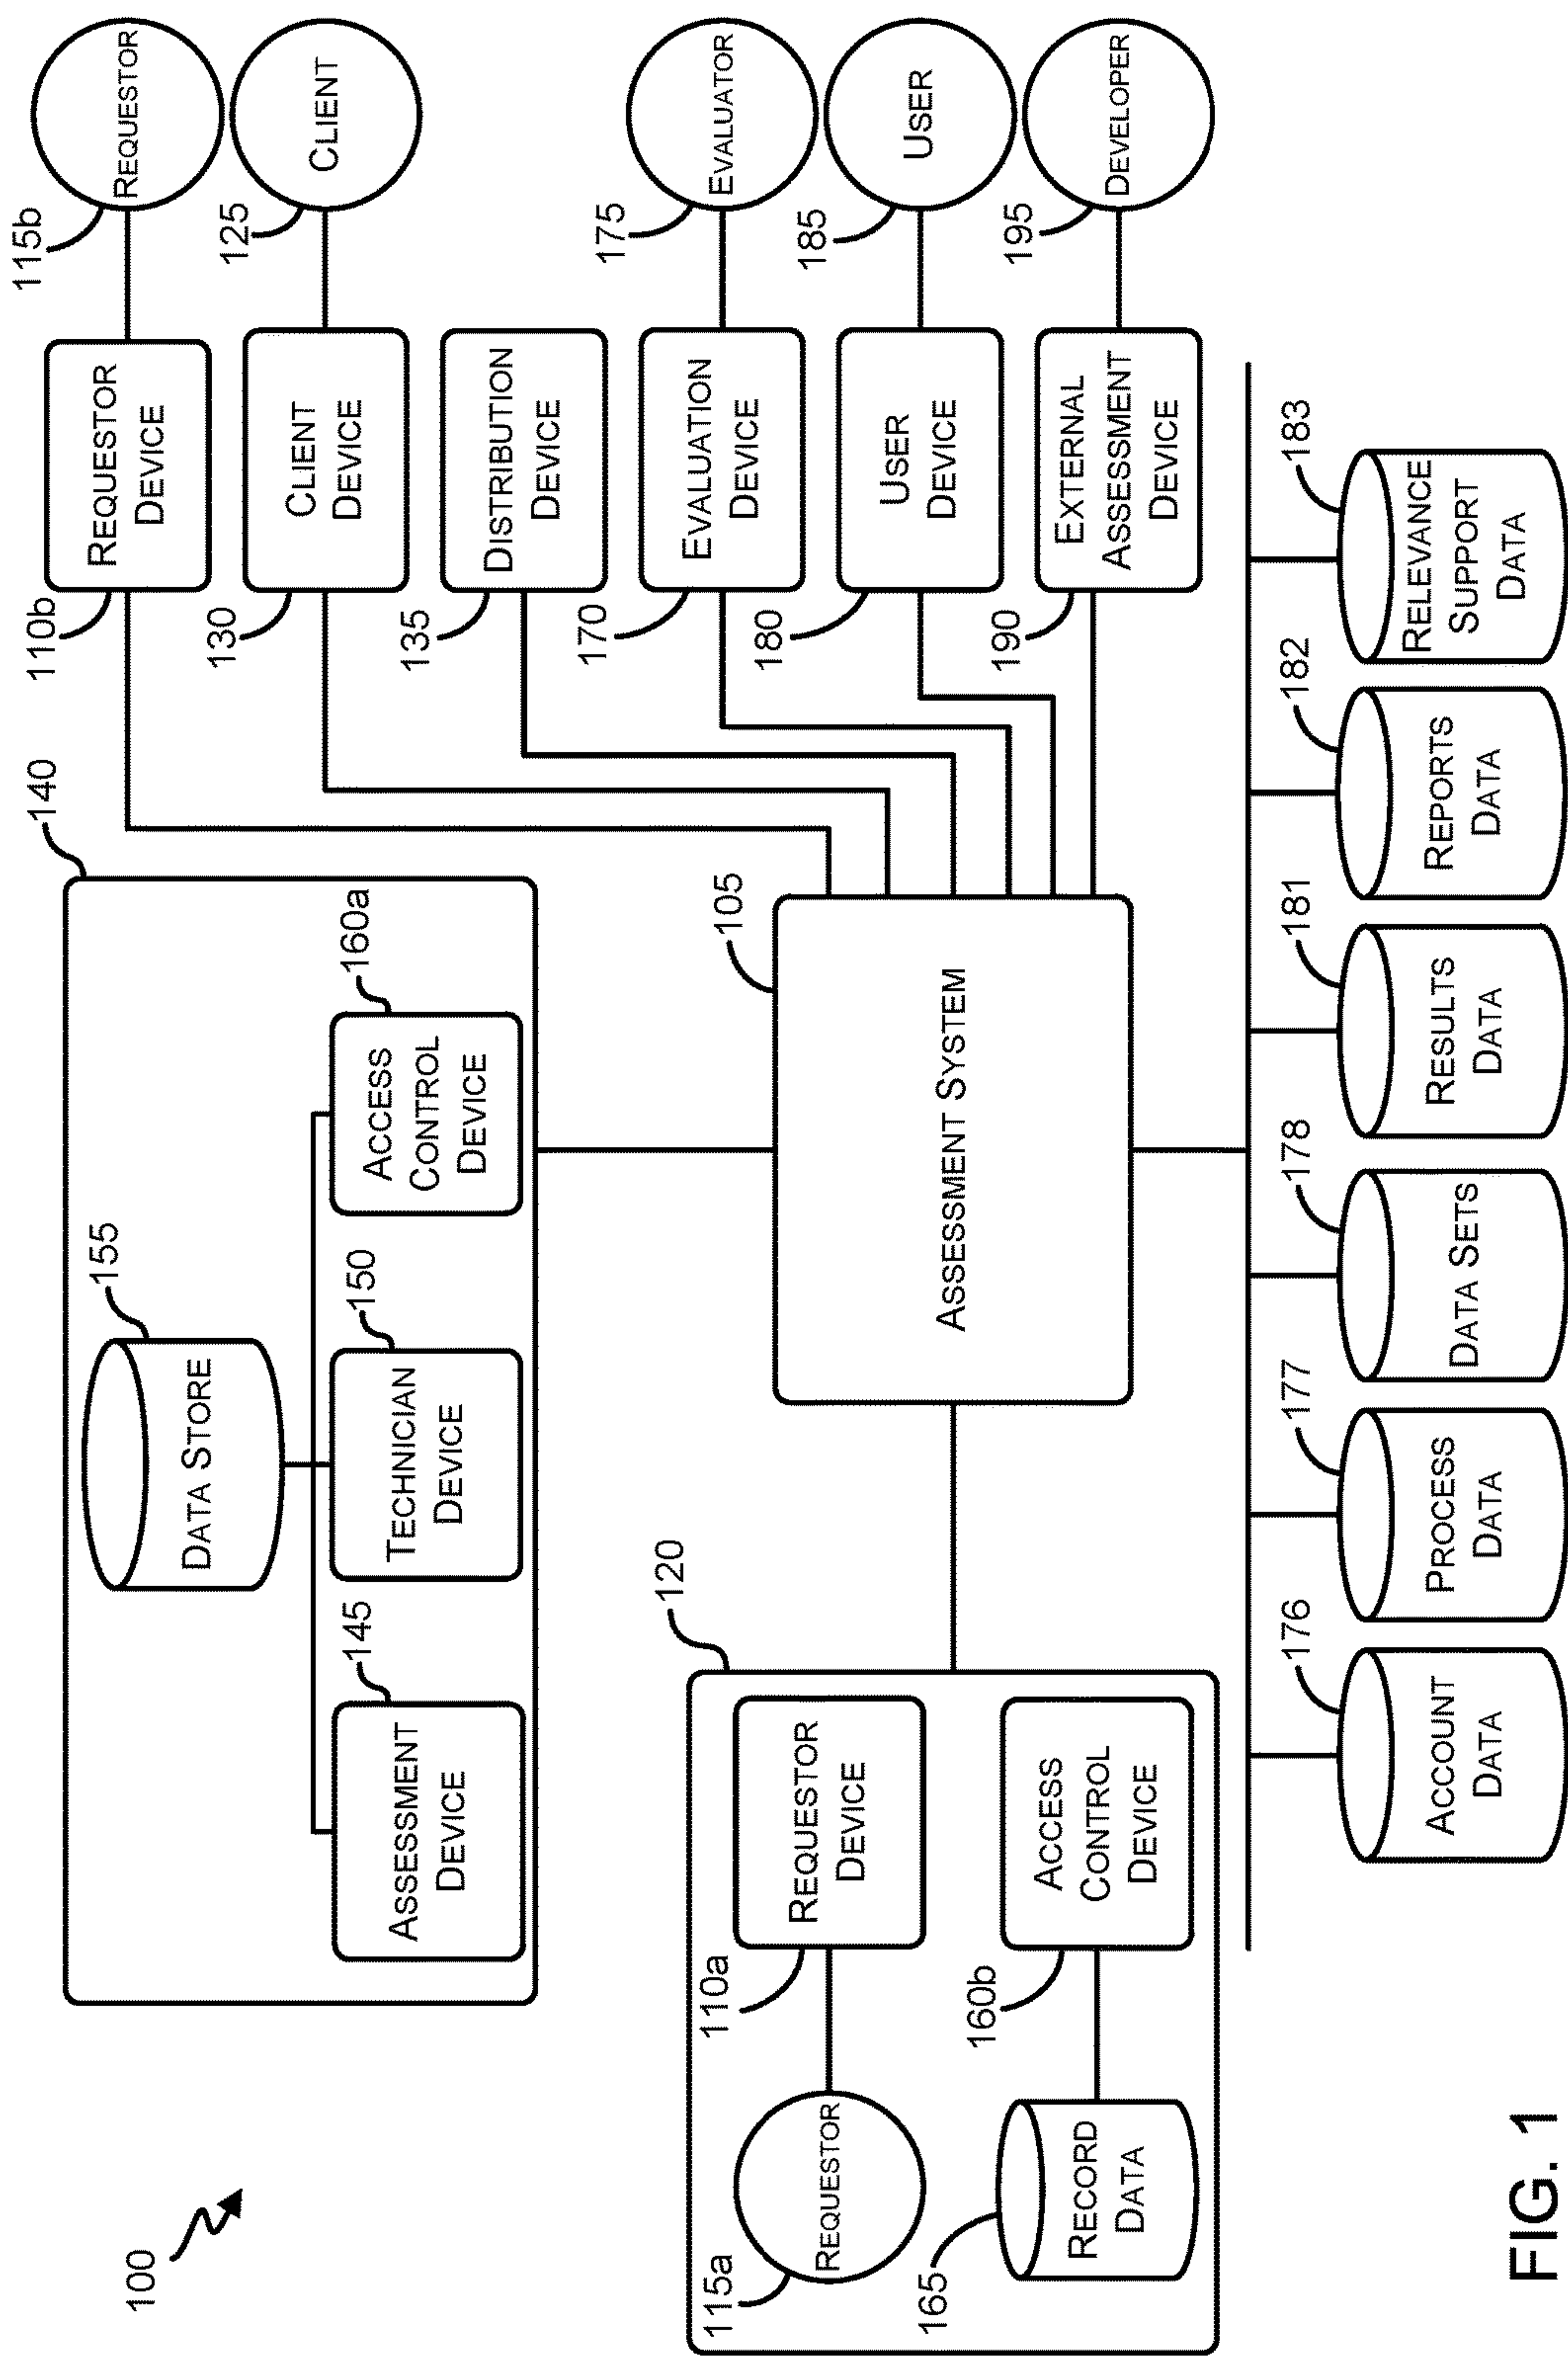 100
140
155
DATA STORE
145
ASSESSMENT
DEVICE
150
TECHNICIAN
DEVICE
160a
ACCESS
CONTROL
DEVICE
110b
REQUESTOR
DEVICE
115b
REQUESTOR
130
CLIENT
DEVICE
125
CLIENT
135
DISTRIBUTION
DEVICE
170
EVALUATION
DEVICE
175
EVALUATOR
180
USER
DEVICE
185
USER
190
EXTERNAL
ASSESSMENT
DEVICE
195
DEVELOPER
105
ASSESSMENT SYSTEM
120
115a
REQUESTOR
110a
REQUESTOR
DEVICE
165
RECORD
DATA
160b
ACCESS
CONTROL
DEVICE
176
ACCOUNT
DATA
177
PROCESS
DATA
178
DATA SETS
181
RESULTS
DATA
182
REPORTS
DATA
183
RELEVANCE
SUPPORT
DATA
FIG. 1